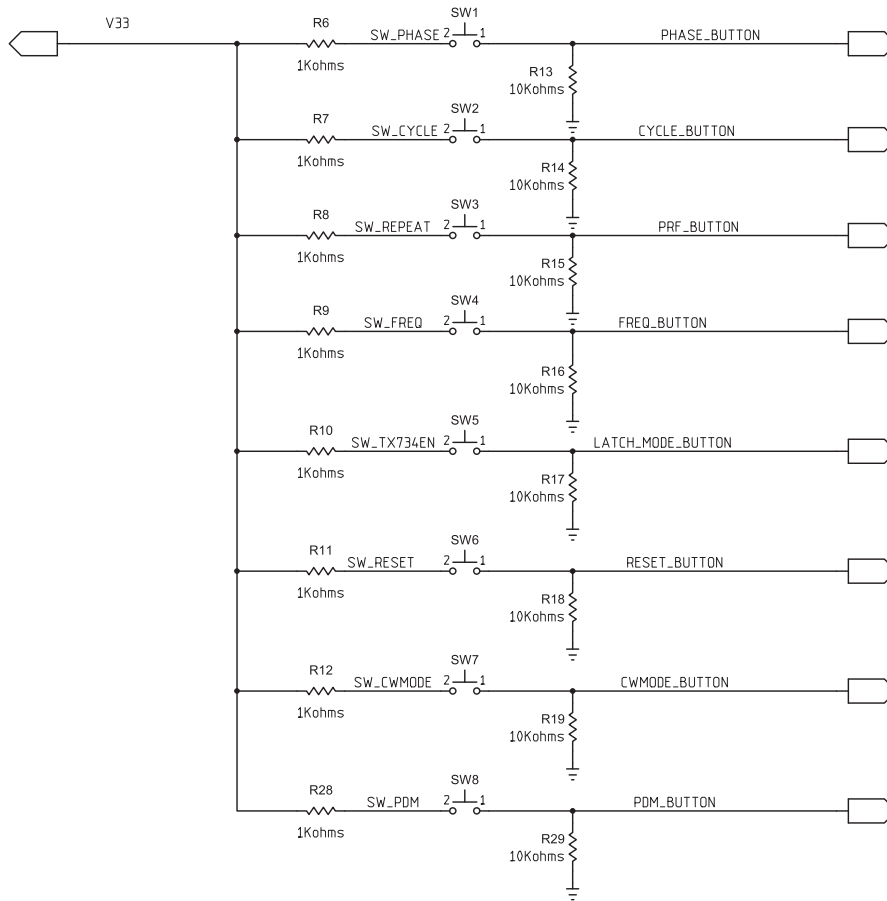 V33
R6
1Kohms
SW_PHASE
SW1
2 1
PHASE_BUTTON
R13
10Kohms
R7
1Kohms
SW_CYCLE
SW2
2 1
CYCLE_BUTTON
R14
10Kohms
R8
1Kohms
SW_REPEAT
SW3
2 1
PRF_BUTTON
R15
10Kohms
R9
1Kohms
SW_FREQ
SW4
2 1
FREQ_BUTTON
R16
10Kohms
R10
1Kohms
SW_TX734EN
SW5
2 1
LATCH_MODE_BUTTON
R17
10Kohms
R11
1Kohms
SW_RESET
SW6
2 1
RESET_BUTTON
R18
10Kohms
R12
1Kohms
SW_CWMODE
SW7
2 1
CWMODE_BUTTON
R19
10Kohms
R28
1Kohms
SW_PDM
SW8
2 1
PDM_BUTTON
R29
10Kohms